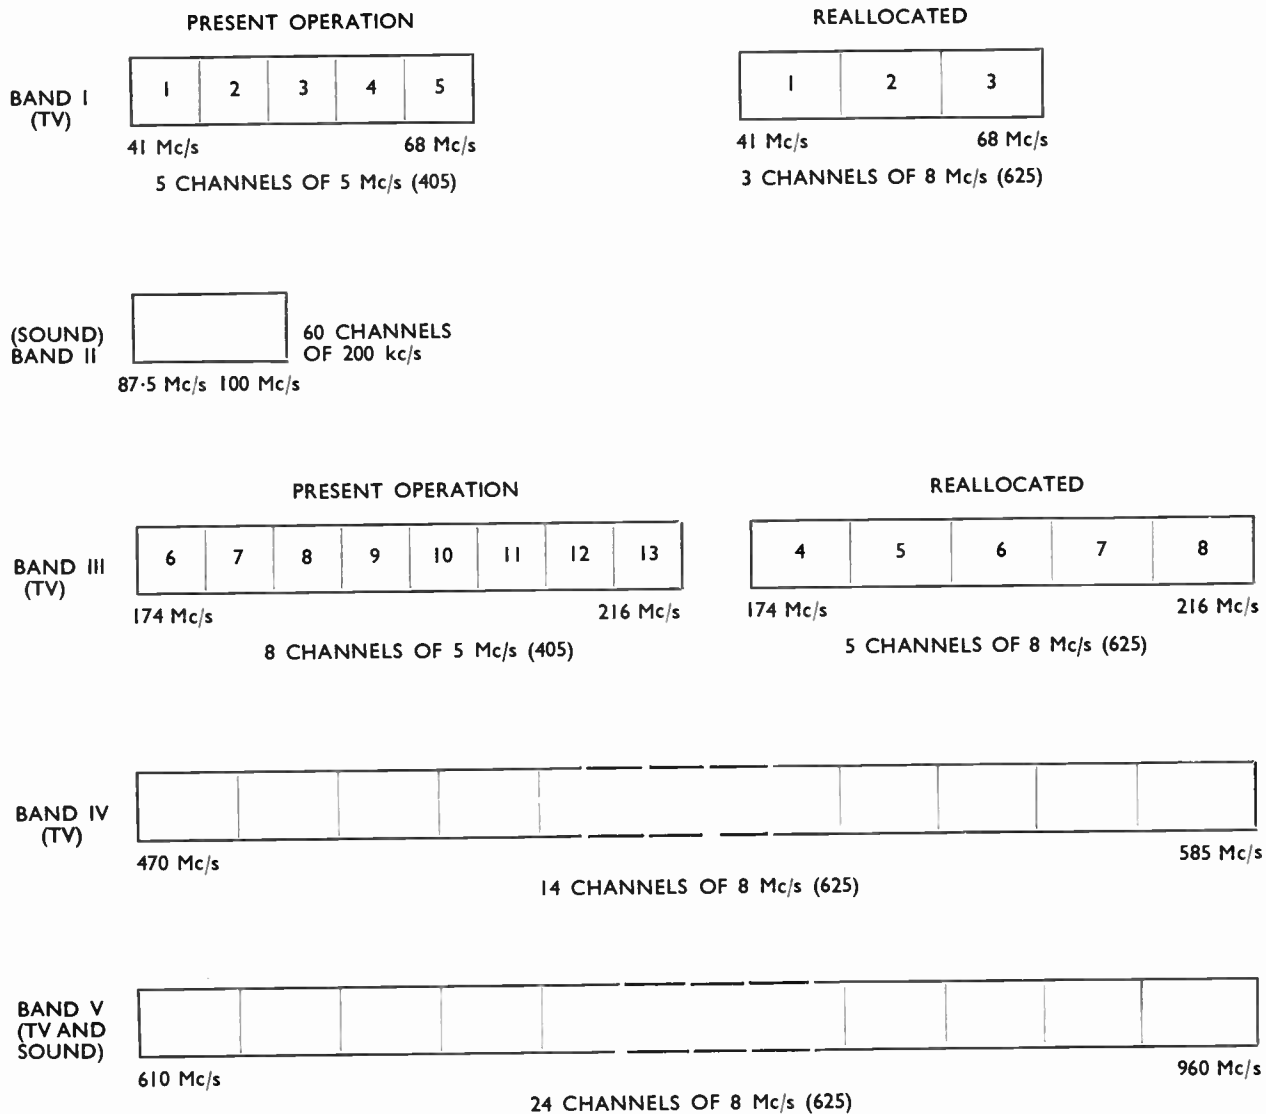 PRESENT OPERATION
REALLOCATED
BAND I
(TV)
1 2 3 4 5
1 2 3
41 Mc/s 68 Mc/s
41 Mc/s 68 Mc/s
5 CHANNELS OF 5 Mc/s (405)
3 CHANNELS OF 8 Mc/s (625)
(SOUND)
BAND II
60 CHANNELS
OF 200 kc/s
87·5 Mc/s 100 Mc/s
PRESENT OPERATION
REALLOCATED
BAND III
(TV)
6 7 8 9 10 11 12 13
4 5 6 7 8
174 Mc/s 216 Mc/s
174 Mc/s 216 Mc/s
8 CHANNELS OF 5 Mc/s (405)
5 CHANNELS OF 8 Mc/s (625)
BAND IV
(TV)
470 Mc/s 585 Mc/s
14 CHANNELS OF 8 Mc/s (625)
BAND V
(TV AND
SOUND)
610 Mc/s 960 Mc/s
24 CHANNELS OF 8 Mc/s (625)